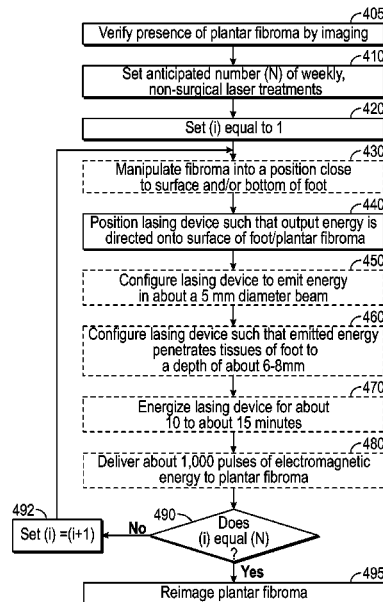 405
Verify presence of plantar fibroma by imaging
410
Set anticipated number (N) of weekly,
non-surgical laser treatments
420
Set (i) equal to 1
430
Manipulate fibroma into a position close
to surface and/or bottom of foot
440
Position lasing device such that output energy is
directed onto surface of foot/plantar fibroma
450
Configure lasing device to emit energy
in about a 5 mm diameter beam
460
Configure lasing device such that emitted energy
penetrates tissues of foot to
a depth of about 6-8mm
470
Energize lasing device for about
10 to about 15 minutes
480
Deliver about 1,000 pulses of electromagnetic
energy to plantar fibroma
490
Does
(i) equal (N)
?
No
492
Set (i) =(i+1)
Yes
495
Reimage plantar fibroma